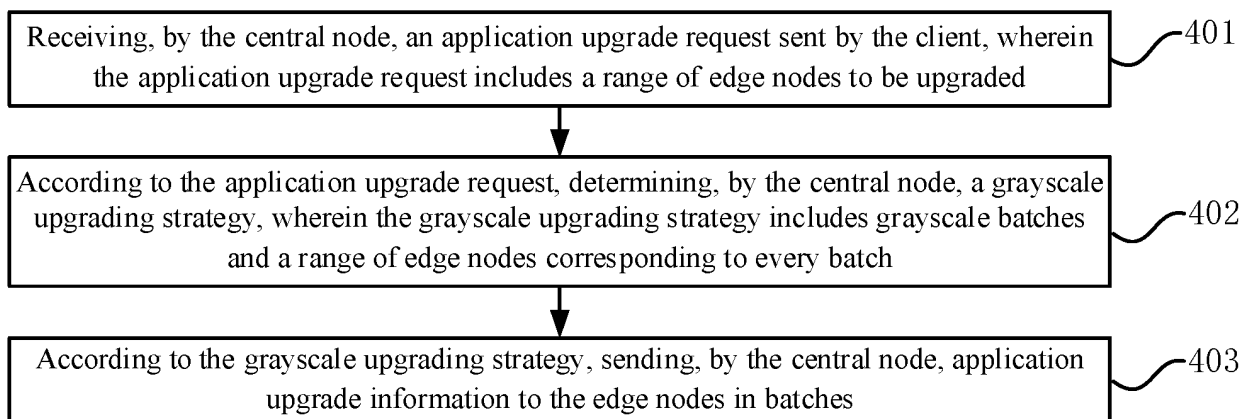 Receiving, by the central node, an application upgrade request sent by the client, wherein
the application upgrade request includes a range of edge nodes to be upgraded
401
According to the application upgrade request, determining, by the central node, a grayscale
upgrading strategy, wherein the grayscale upgrading strategy includes grayscale batches
and a range of edge nodes corresponding to every batch
402
According to the grayscale upgrading strategy, sending, by the central node, application
upgrade information to the edge nodes in batches
403